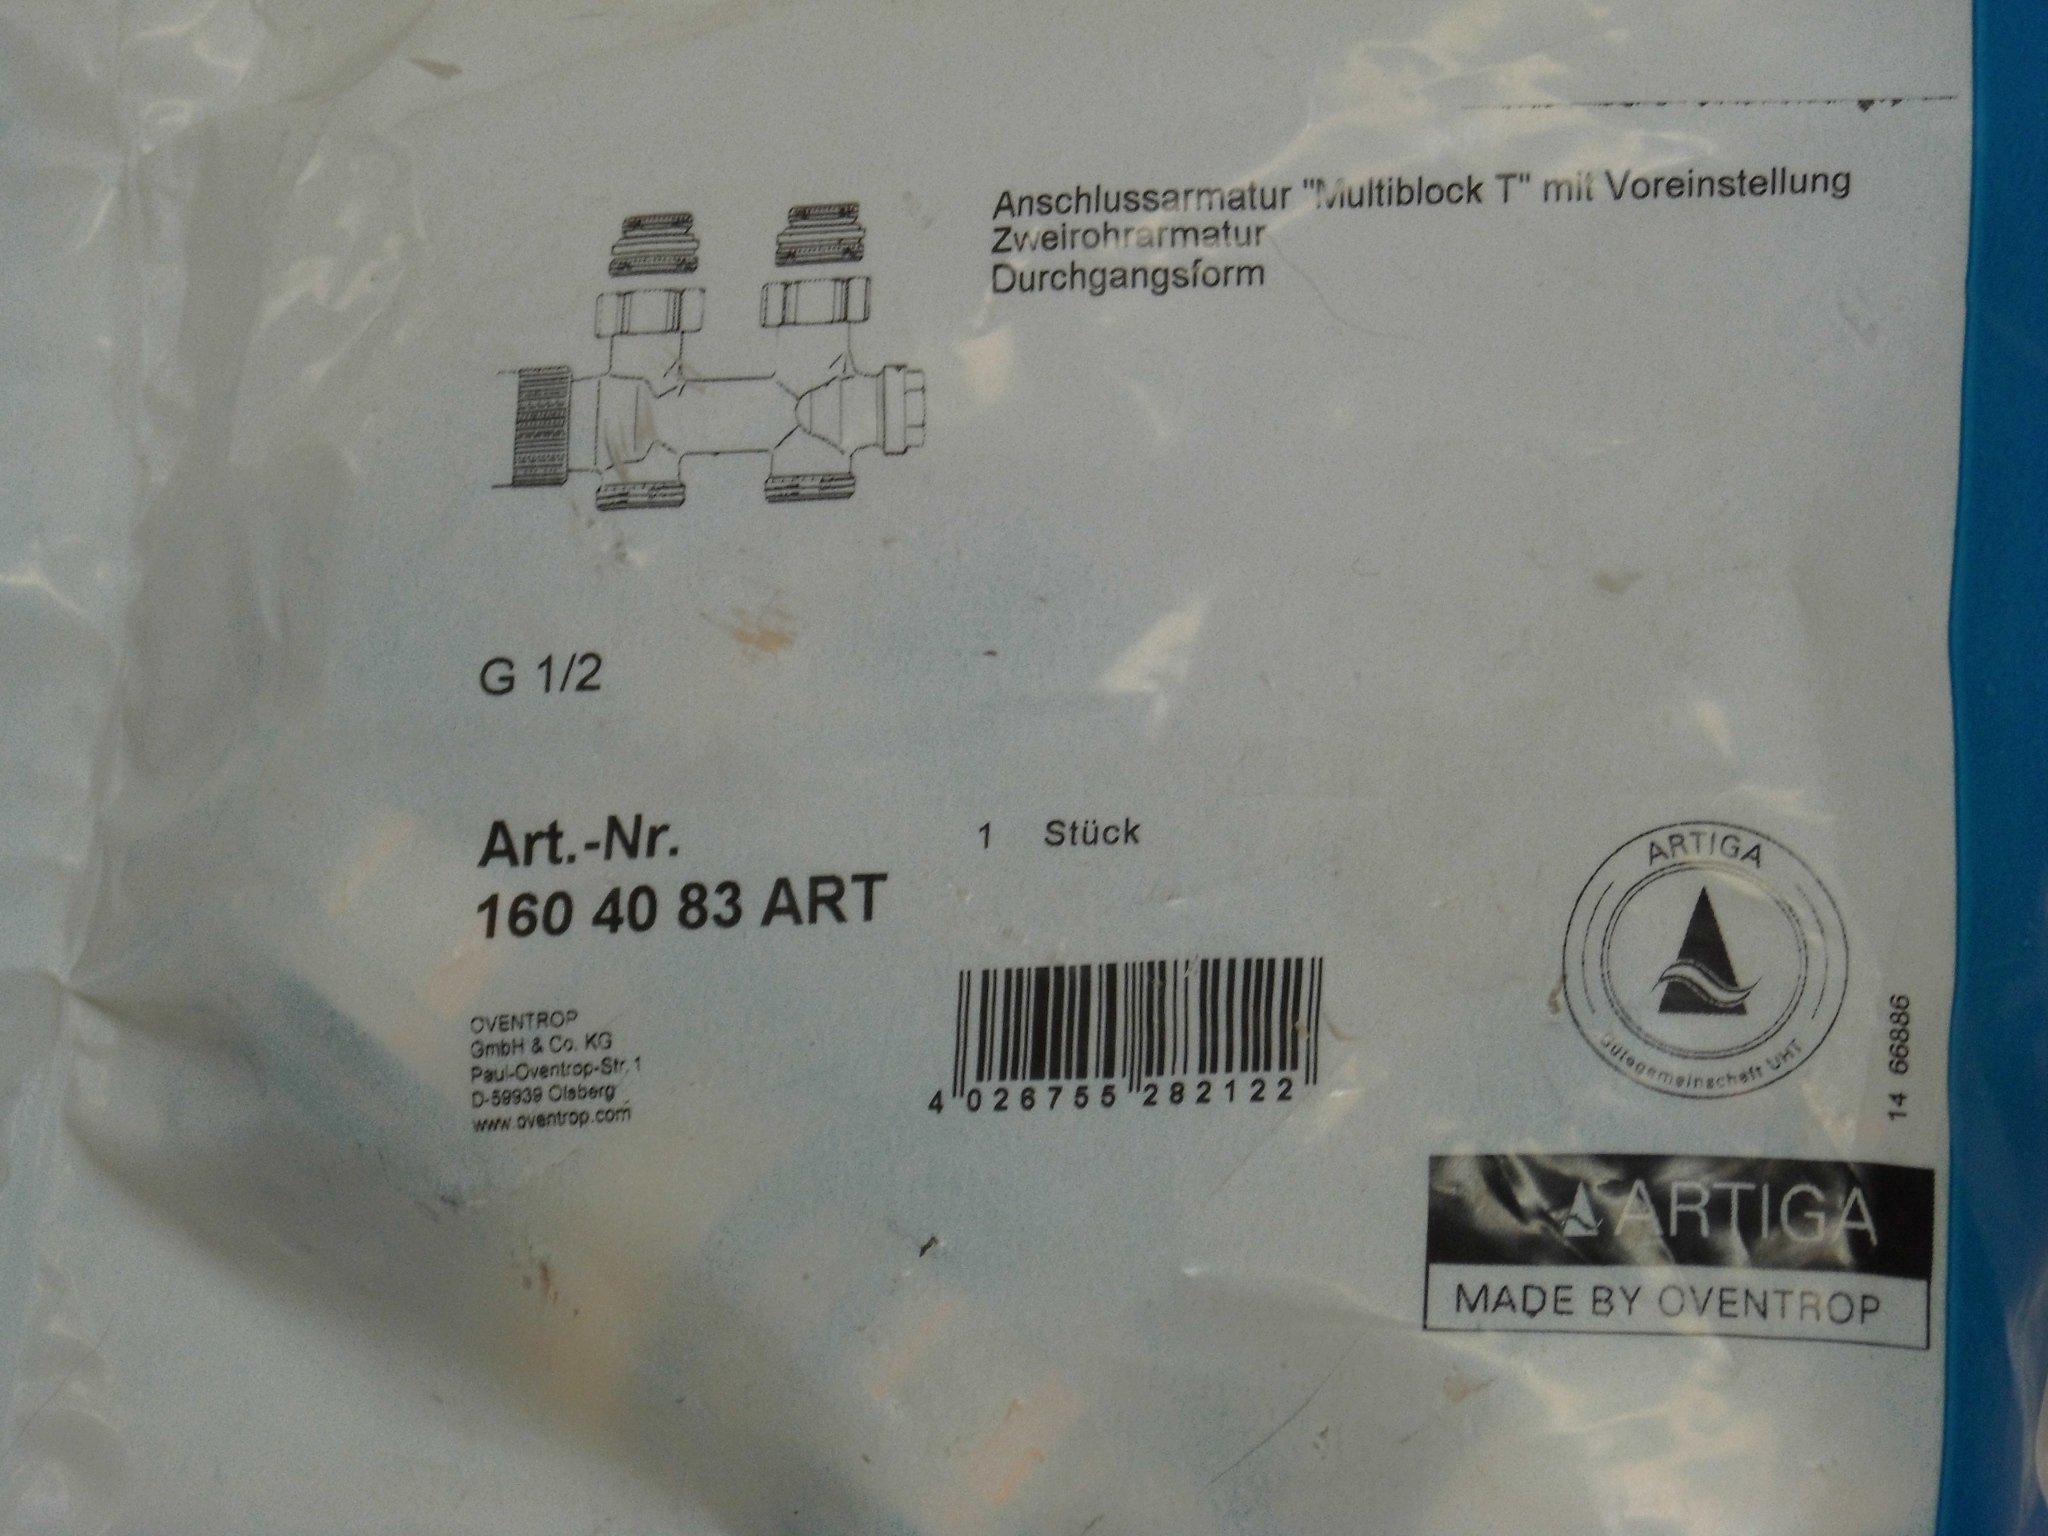 Anschlussarmatur "Multiblock T" mit Voreinstellung
Zweirohrarmatur
Durchgangsform
G 1/2
Art.-Nr.
160 40 83 ART
1 Stück
OVENTROP
GmbH & Co. KG
Paul-Oventrop-Str. 1
D-59939 Olsberg
www.oventrop.com
4 026755 282122
ARTIGA
Gütegemeinschaft UHT
14 66886
ARTIGA
MADE BY OVENTROP